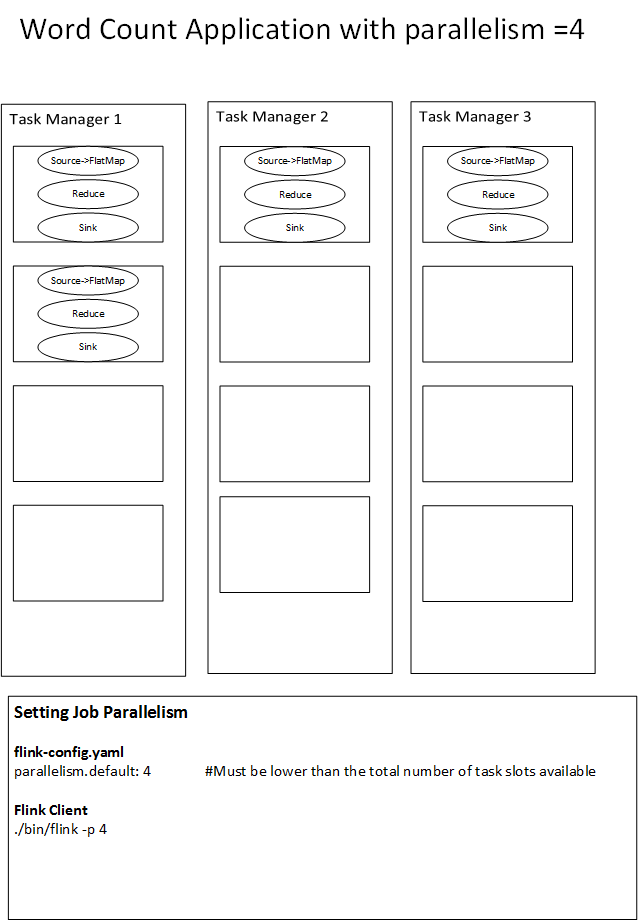 Word Count Application with parallelism =4
Task Manager 1
Source->FlatMap
Reduce
Sink
Source->FlatMap
Reduce
Sink
Task Manager 2
Source->FlatMap
Reduce
Sink
Task Manager 3
Source->FlatMap
Reduce
Sink
Setting Job Parallelism
flink-config.yaml
parallelism.default: 4 #Must be lower than the total number of task slots available
Flink Client
./bin/flink -p 4